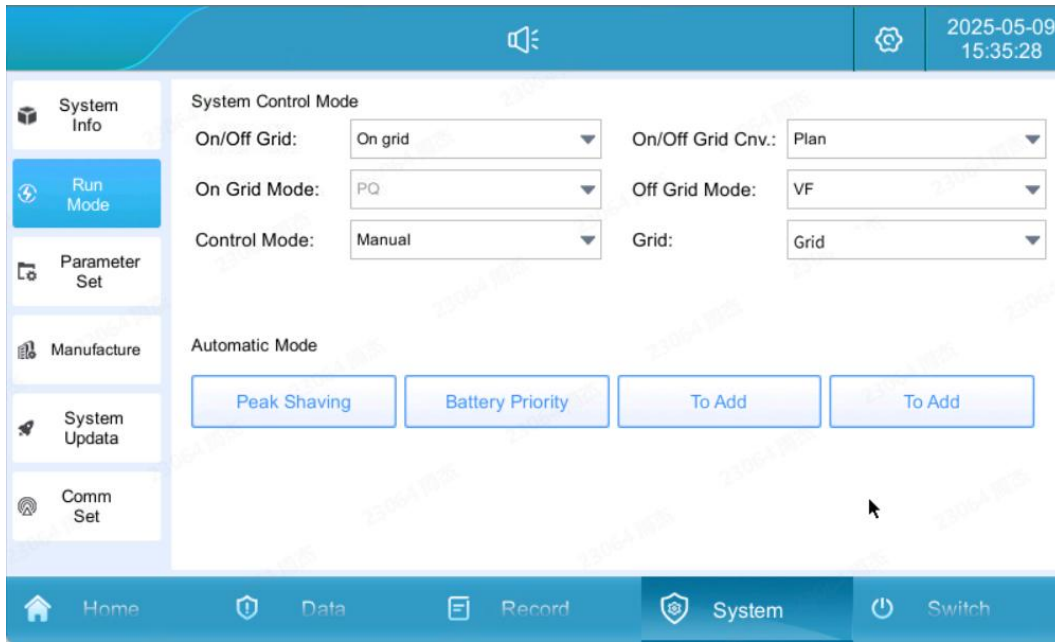 2025-05-09
15:35:28
System
Info
Run
Mode
Parameter
Set
Manufacture
System
Updata
Comm
Set
System Control Mode
On/Off Grid: On grid On/Off Grid Cnv.: Plan
On Grid Mode: PQ Off Grid Mode: VF
Control Mode: Manual Grid: Grid
Automatic Mode
Peak Shaving Battery Priority To Add To Add
Home Data Record System Switch